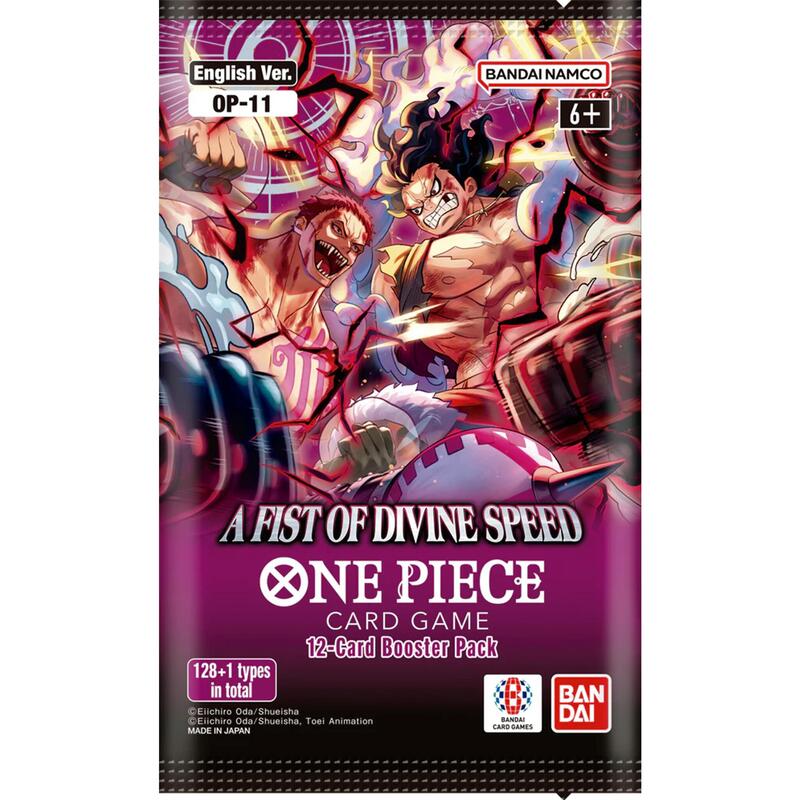 English Ver.
OP-11
BANDAI NAMCO
6+
A FIST OF DIVINE SPEED
ONE PIECE
CARD GAME
12-Card Booster Pack
128+1 types
in total
©Eiichiro Oda/Shueisha
©Eiichiro Oda/Shueisha, Toei Animation
MADE IN JAPAN
BANDAI
CARD GAMES
BAN
DAI